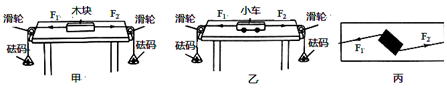 滑轮 F₁ 木块 F₂ 滑轮
砝码 砝码
甲
滑轮 F₁ 小车 F₂ 滑轮
砝码 砝码
乙
F₁ F₂
丙